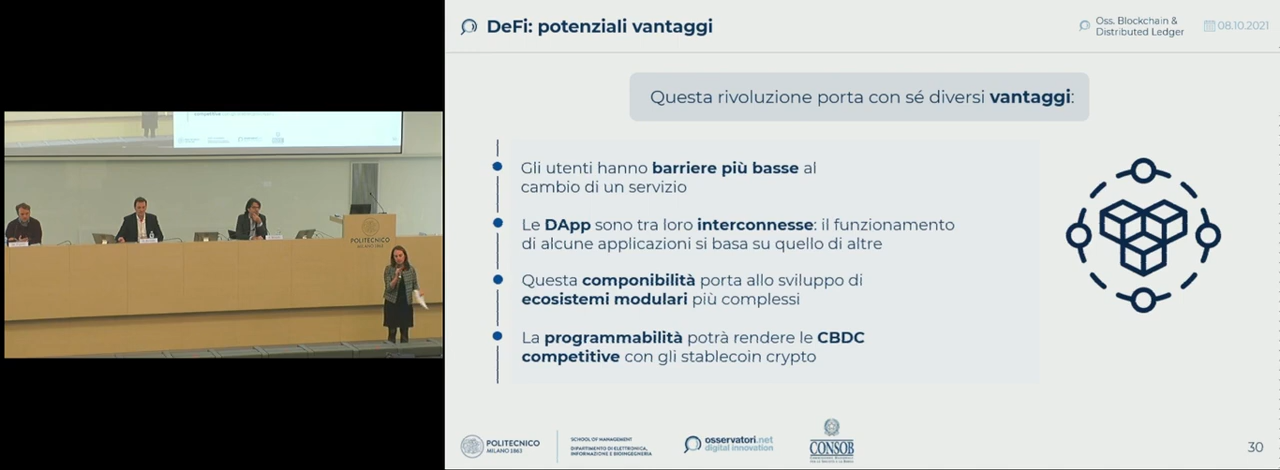 DeFi: potenziali vantaggi
Oss. Blockchain &
Distributed Ledger
08.10.2021
Questa rivoluzione porta con sé diversi vantaggi:
Gli utenti hanno barriere più basse al
cambio di un servizio
Le DApp sono tra loro interconnesse: il funzionamento
di alcune applicazioni si basa su quello di altre
Questa componibilità porta allo sviluppo di
ecosistemi modulari più complessi
La programmabilità potrà rendere le CBDC
competitive con gli stablecoin crypto
POLITECNICO
MILANO 1863
POLITECNICO
MILANO 1863
SCHOOL OF MANAGEMENT
DIPARTIMENTO DI ELETTRONICA,
INFORMAZIONE E BIOINGEGNERIA
osservatori.net
digital innovation
CONSOB
30